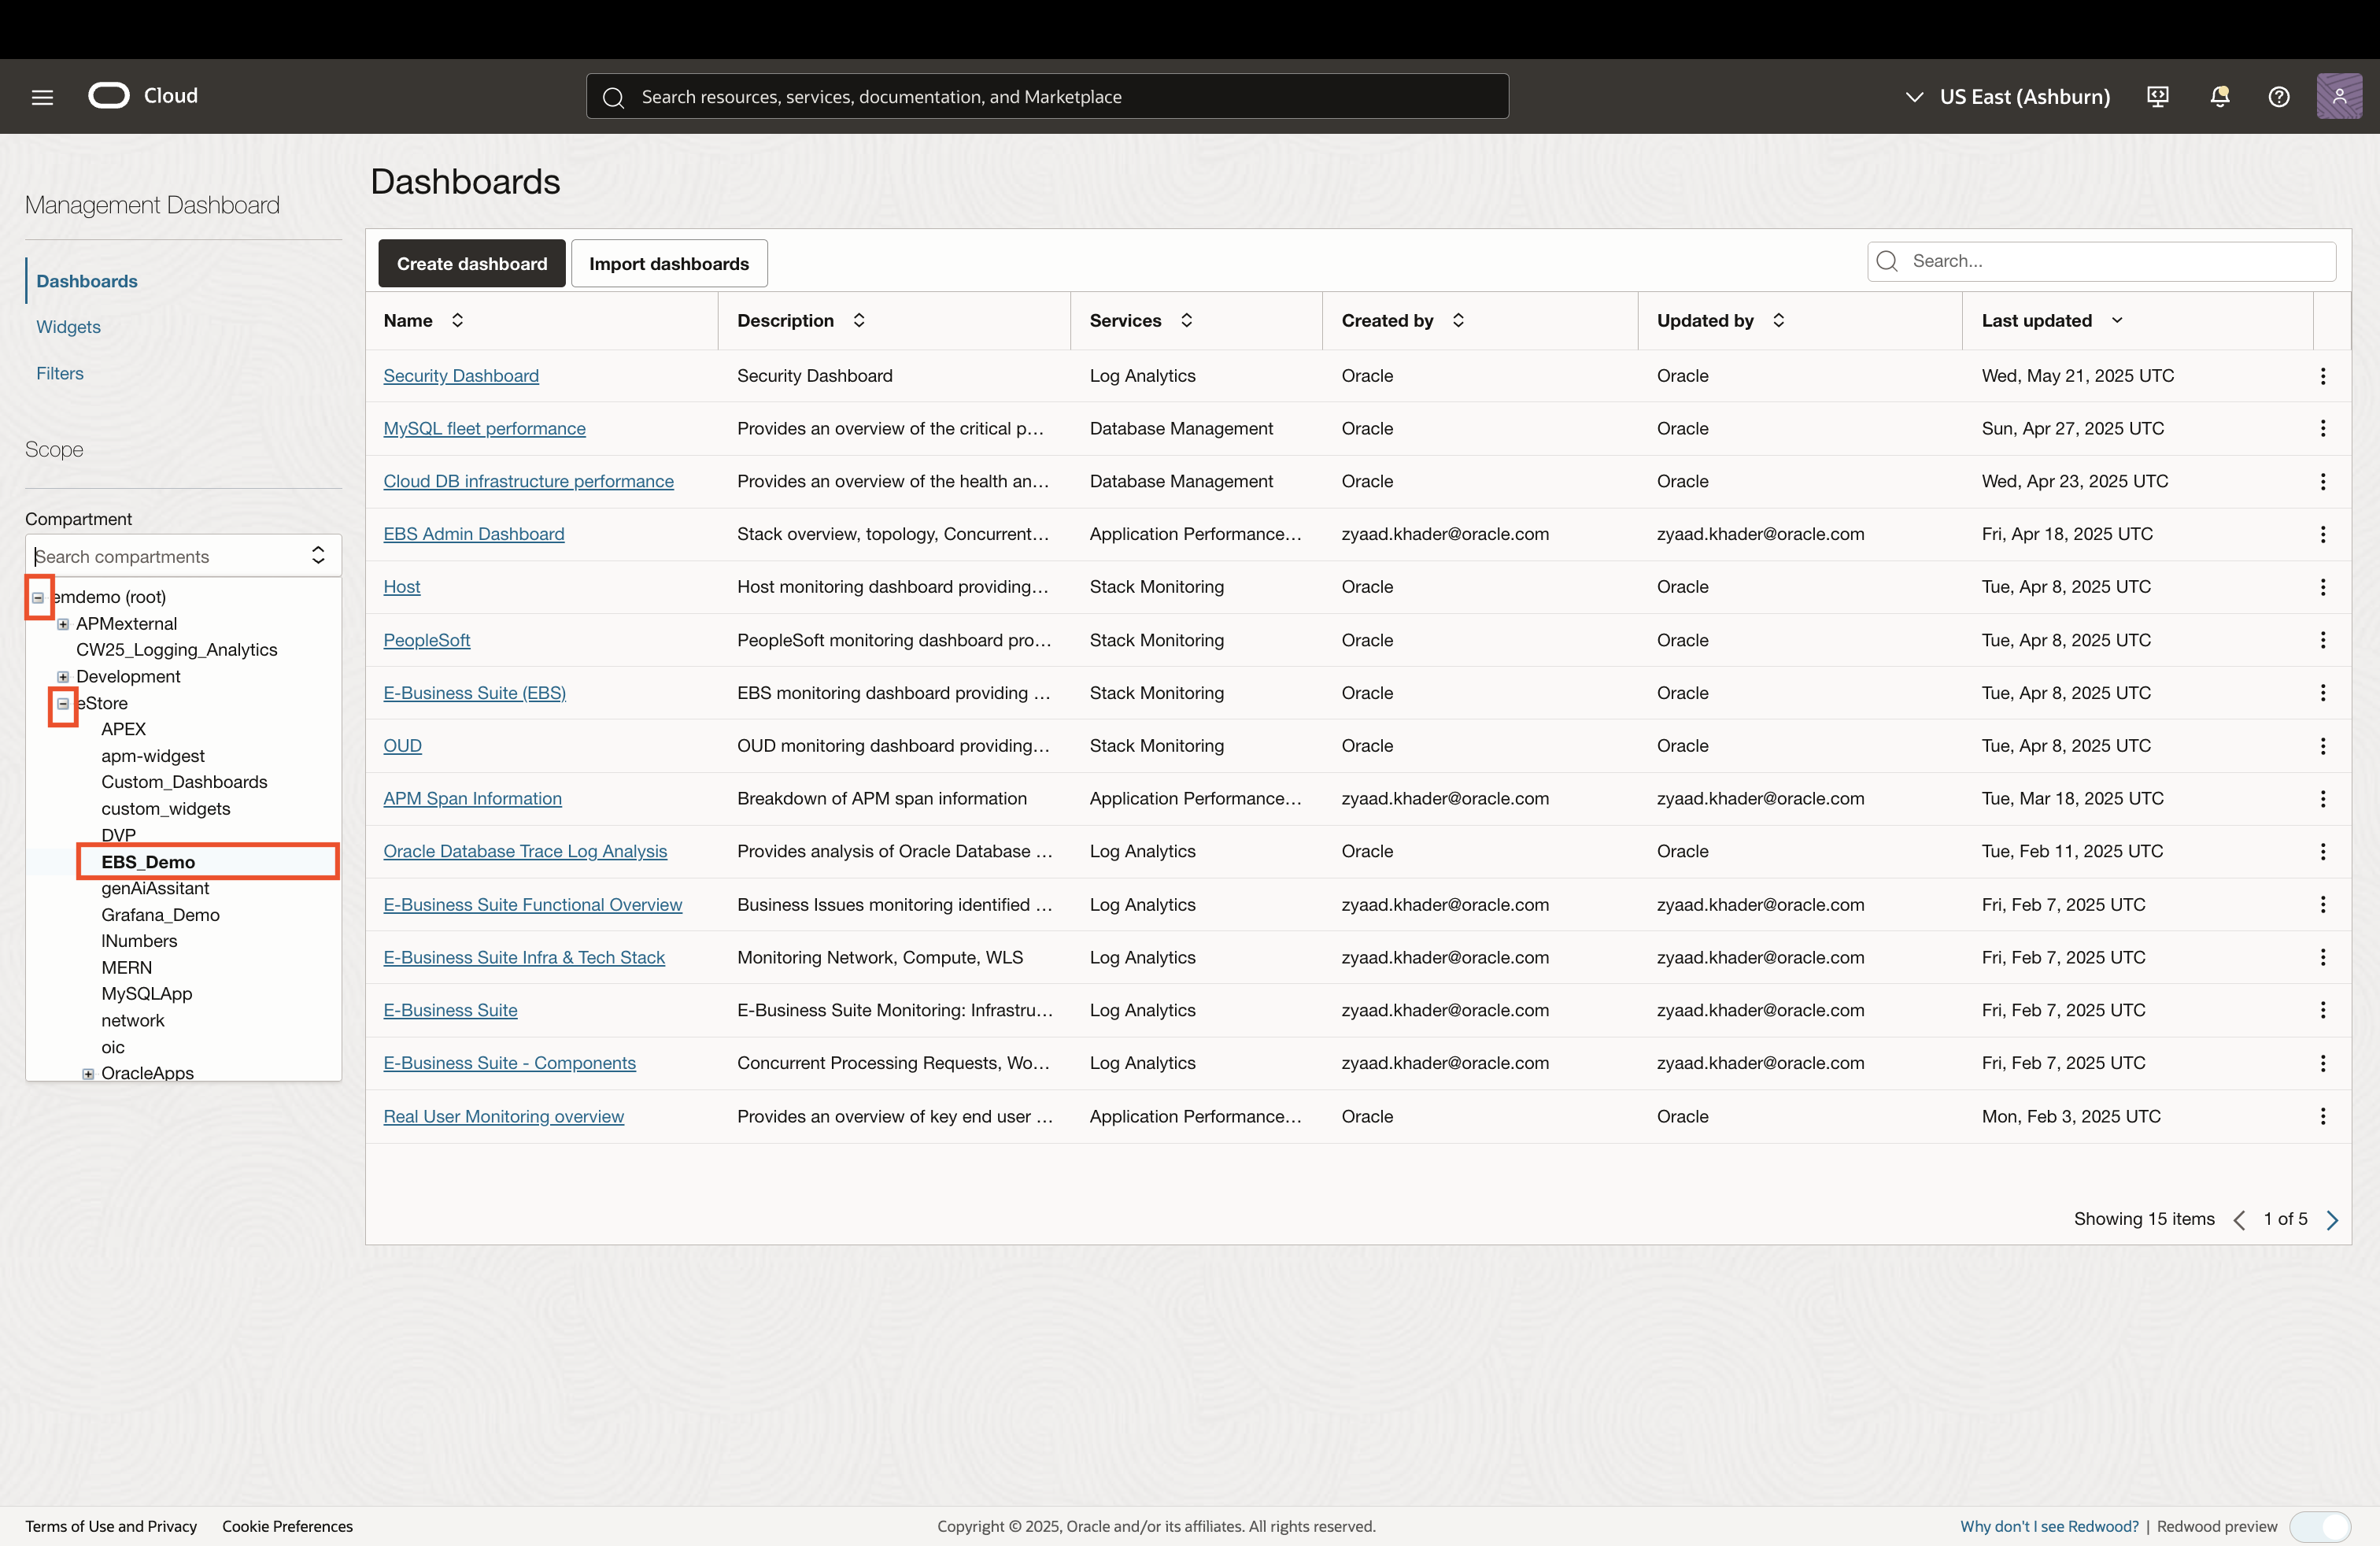 Cloud
Search resources, services, documentation, and Marketplace
US East (Ashburn)
Management Dashboard
Dashboards
Widgets
Filters
Scope
Compartment
Search compartments
emdemo (root)
APMexternal
CW25_Logging_Analytics
Development
eStore
APEX
apm-widgest
Custom_Dashboards
custom_widgets
DVP
EBS_Demo
genAiAssitant
Grafana_Demo
INumbers
MERN
MySQLApp
network
oic
OracleApps
Dashboards
Create dashboard Import dashboards Search...
Name Description Services Created by Updated by Last updated
Security Dashboard Security Dashboard Log Analytics Oracle Oracle Wed, May 21, 2025 UTC
MySQL fleet performance Provides an overview of the critical p... Database Management Oracle Oracle Sun, Apr 27, 2025 UTC
Cloud DB infrastructure performance Provides an overview of the health an... Database Management Oracle Oracle Wed, Apr 23, 2025 UTC
EBS Admin Dashboard Stack overview, topology, Concurrent... Application Performance... zyaad.khader@oracle.com zyaad.khader@oracle.com Fri, Apr 18, 2025 UTC
Host Host monitoring dashboard providing... Stack Monitoring Oracle Oracle Tue, Apr 8, 2025 UTC
PeopleSoft PeopleSoft monitoring dashboard pro... Stack Monitoring Oracle Oracle Tue, Apr 8, 2025 UTC
E-Business Suite (EBS) EBS monitoring dashboard providing ... Stack Monitoring Oracle Oracle Tue, Apr 8, 2025 UTC
OUD OUD monitoring dashboard providing... Stack Monitoring Oracle Oracle Tue, Apr 8, 2025 UTC
APM Span Information Breakdown of APM span information Application Performance... zyaad.khader@oracle.com zyaad.khader@oracle.com Tue, Mar 18, 2025 UTC
Oracle Database Trace Log Analysis Provides analysis of Oracle Database ... Log Analytics Oracle Oracle Tue, Feb 11, 2025 UTC
E-Business Suite Functional Overview Business Issues monitoring identified ... Log Analytics zyaad.khader@oracle.com zyaad.khader@oracle.com Fri, Feb 7, 2025 UTC
E-Business Suite Infra & Tech Stack Monitoring Network, Compute, WLS Log Analytics zyaad.khader@oracle.com zyaad.khader@oracle.com Fri, Feb 7, 2025 UTC
E-Business Suite E-Business Suite Monitoring: Infrastru... Log Analytics zyaad.khader@oracle.com zyaad.khader@oracle.com Fri, Feb 7, 2025 UTC
E-Business Suite - Components Concurrent Processing Requests, Wo... Log Analytics zyaad.khader@oracle.com zyaad.khader@oracle.com Fri, Feb 7, 2025 UTC
Real User Monitoring overview Provides an overview of key end user ... Application Performance... Oracle Oracle Mon, Feb 3, 2025 UTC
Showing 15 items 1 of 5
Terms of Use and Privacy Cookie Preferences Copyright © 2025, Oracle and/or its affiliates. All rights reserved. Why don't I see Redwood? | Redwood preview